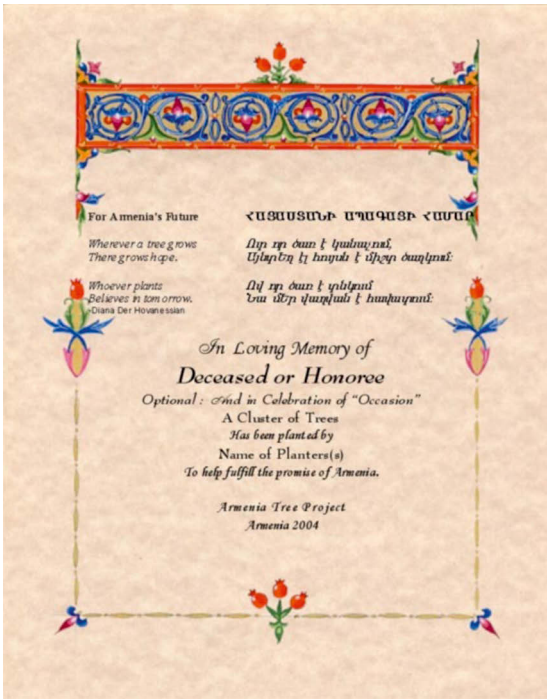 For Armenia's Future
Wherever a tree grows
There grows hope.
Whoever plants
Believes in tomorrow.
-Diana Der Hovanessian
ՀԱՅԱՍՏԱՆԻ ԱՊԱԳԱՅԻ ՀԱՄԱՐ
Ուր որ ծառ է կանաչում,
Այնտեղ էլ հույսն է միշտ ծաղկում:
Ով որ ծառ է տնկում
Նա մեր վաղվան է հավատում:
In Loving Memory of
Deceased or Honoree
Optional : And in Celebration of "Occasion"
A Cluster of Trees
Has been planted by
Name of Planters(s)
To help fulfill the promise of Armenia.
Armenia Tree Project
Armenia 2004